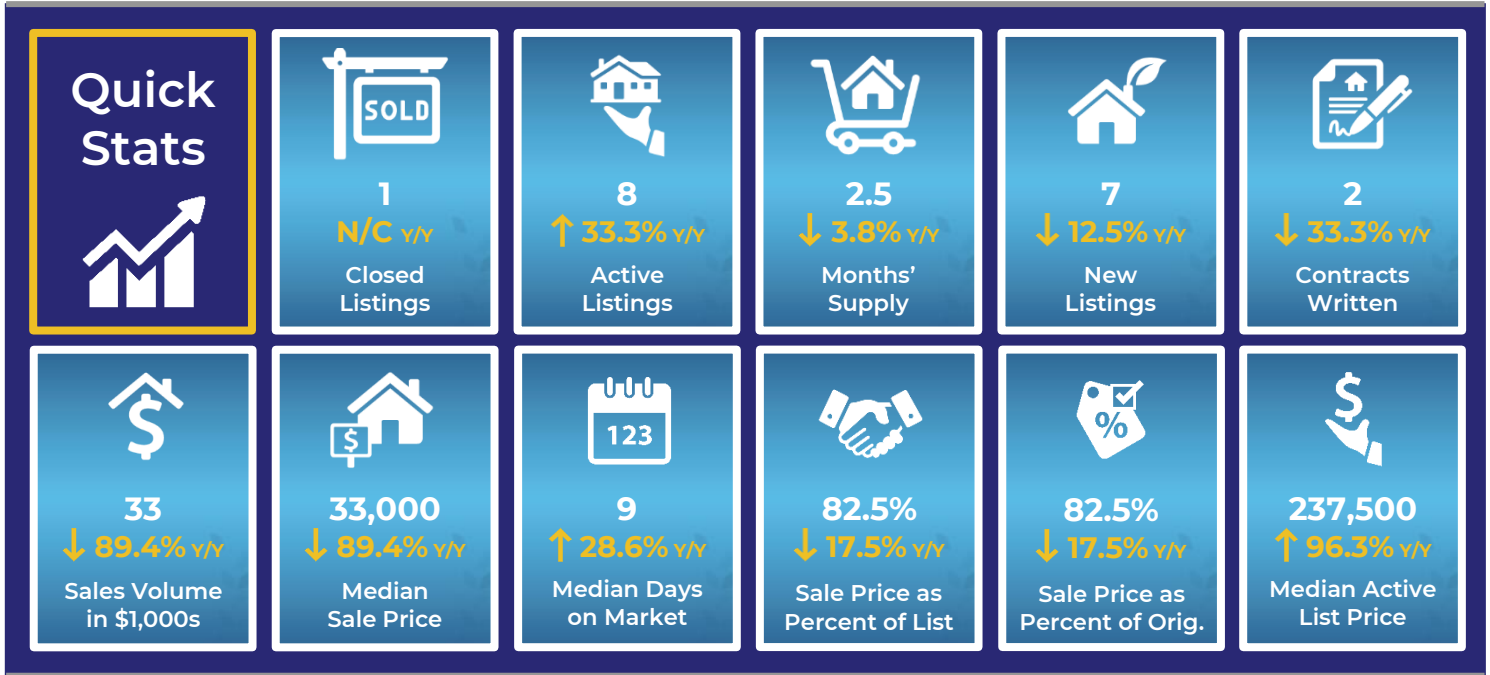 Quick
Stats
SOLD
1
N/C Y/Y
Closed
Listings
8
↑ 33.3% Y/Y
Active
Listings
2.5
↓ 3.8% Y/Y
Months’
Supply
7
↓ 12.5% Y/Y
New
Listings
2
↓ 33.3% Y/Y
Contracts
Written
$
33
↓ 89.4% Y/Y
Sales Volume
in $1,000s
$
33,000
↓ 89.4% Y/Y
Median
Sale Price
123
9
↑ 28.6% Y/Y
Median Days
on Market
82.5%
↓ 17.5% Y/Y
Sale Price as
Percent of List
%
82.5%
↓ 17.5% Y/Y
Sale Price as
Percent of Orig.
$
237,500
↑ 96.3% Y/Y
Median Active
List Price